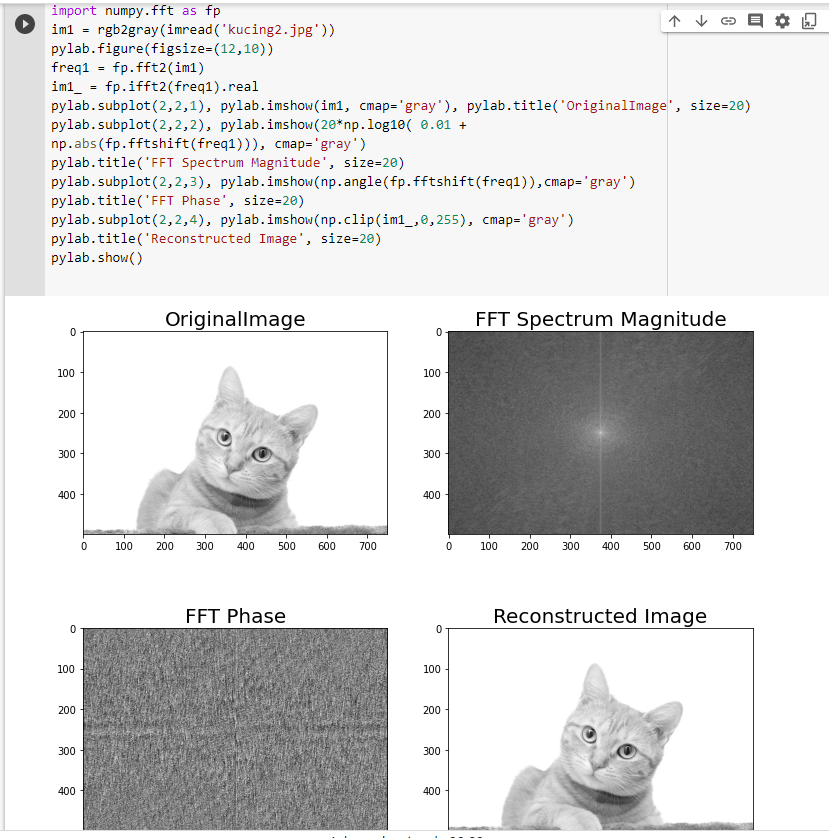 import numpy.fft as fp
im1 = rgb2gray(imread('kucing2.jpg'))
pylab.figure(figsize=(12,10))
freq1 = fp.fft2(im1)
im1_ = fp.ifft2(freq1).real
pylab.subplot(2,2,1), pylab.imshow(im1, cmap='gray'), pylab.title('OriginalImage', size=20)
pylab.subplot(2,2,2), pylab.imshow(20*np.log10( 0.01 +
np.abs(fp.fftshift(freq1))), cmap='gray')
pylab.title('FFT Spectrum Magnitude', size=20)
pylab.subplot(2,2,3), pylab.imshow(np.angle(fp.fftshift(freq1)),cmap='gray')
pylab.title('FFT Phase', size=20)
pylab.subplot(2,2,4), pylab.imshow(np.clip(im1_,0,255), cmap='gray')
pylab.title('Reconstructed Image', size=20)
pylab.show()
OriginalImage
0
100
200
300
400
0 100 200 300 400 500 600 700
FFT Spectrum Magnitude
0
100
200
300
400
0 100 200 300 400 500 600 700
FFT Phase
0
100
200
300
400
Reconstructed Image
0
100
200
300
400